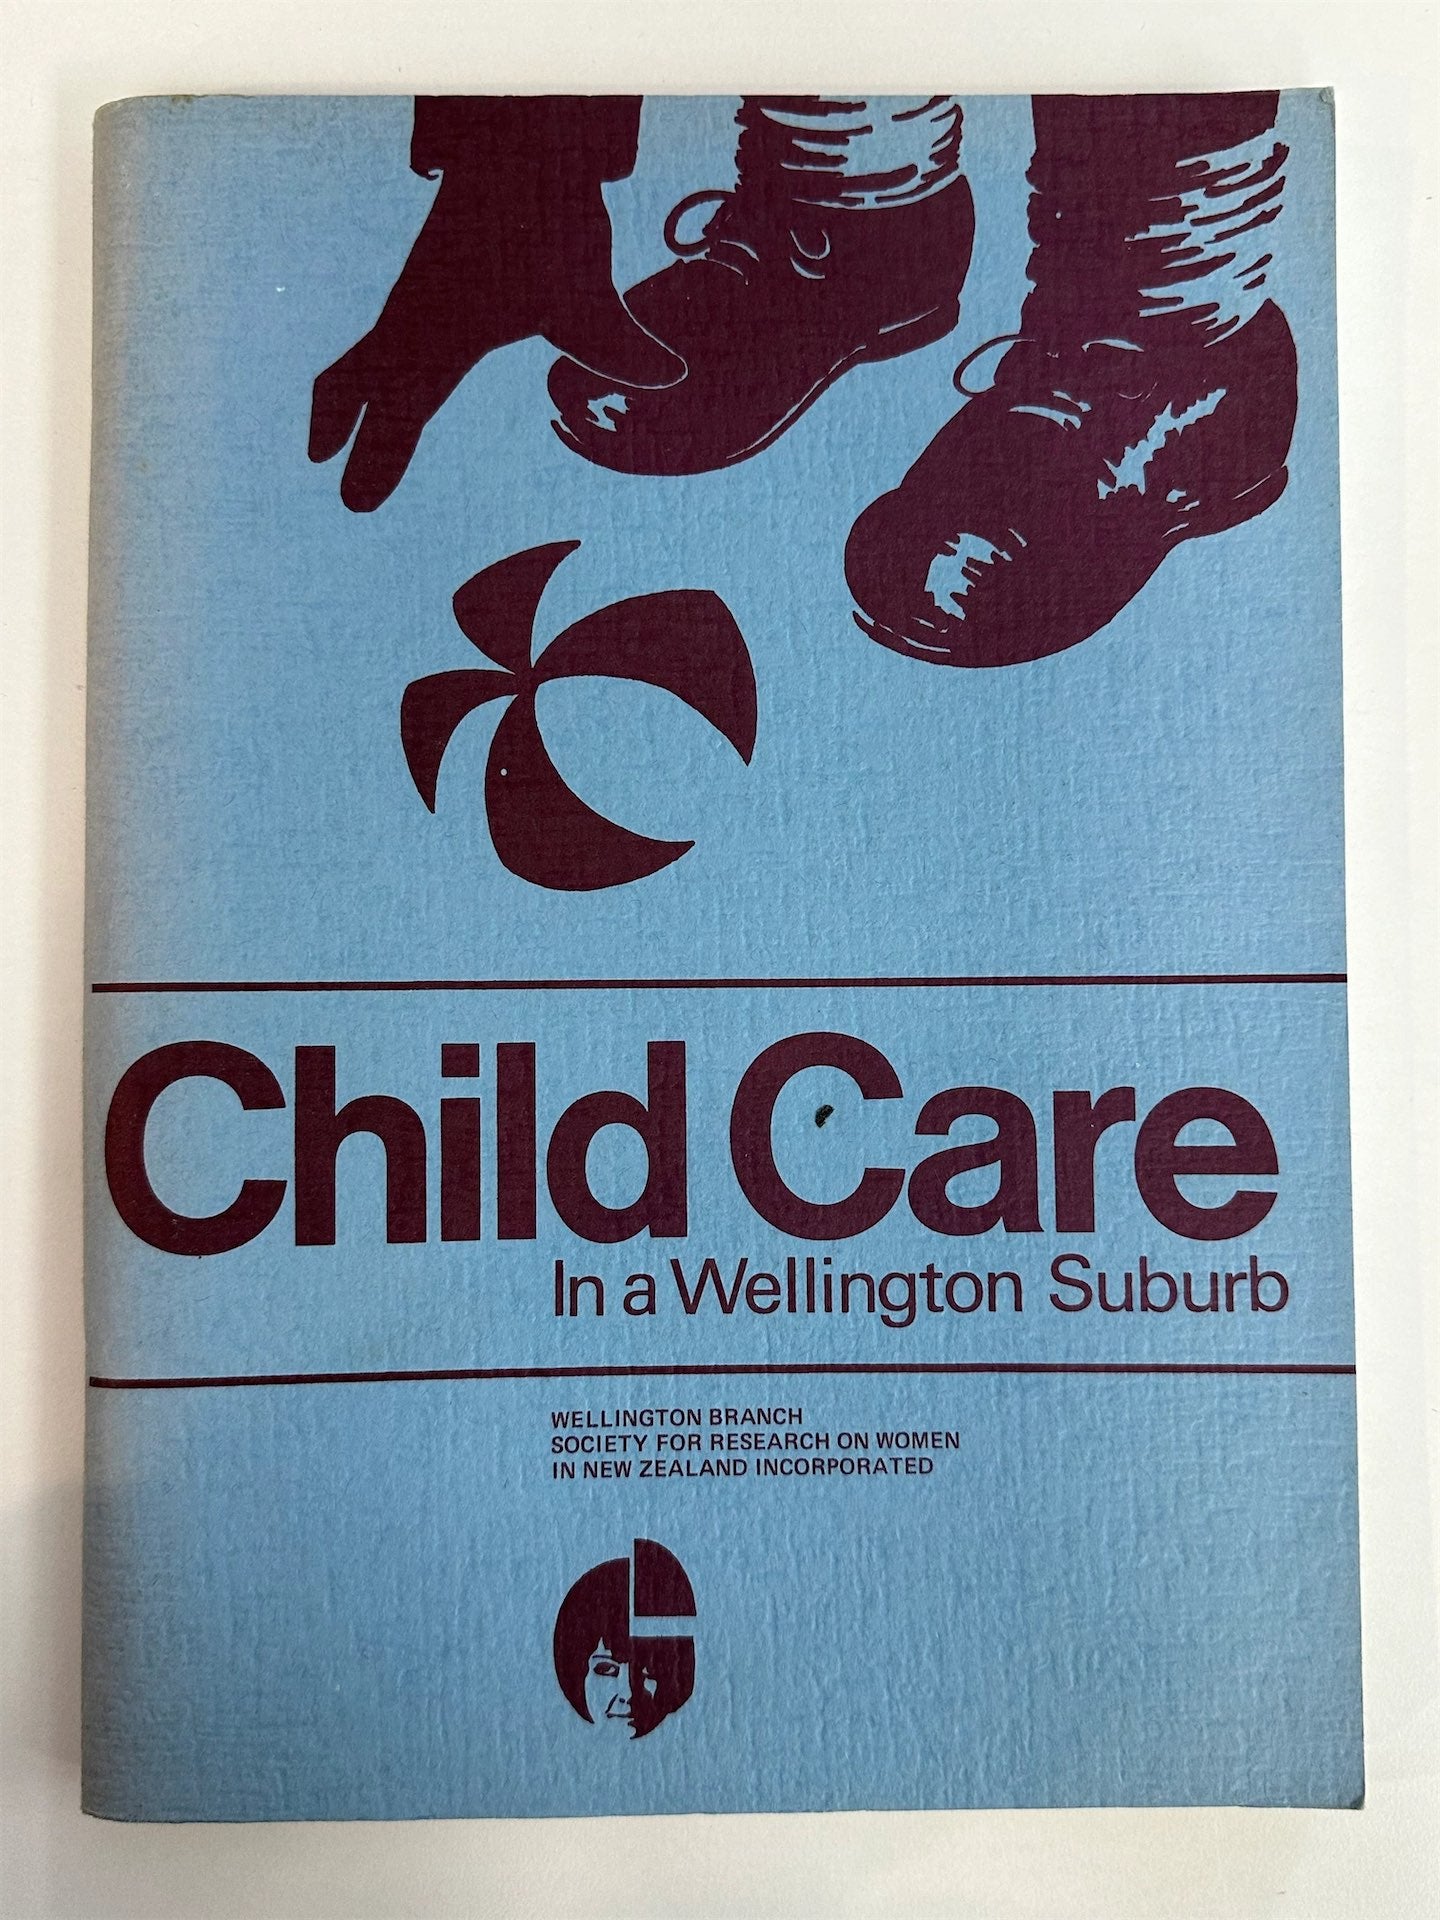 Child Care
In a Wellington Suburb
WELLINGTON BRANCH
SOCIETY FOR RESEARCH ON WOMEN
IN NEW ZEALAND INCORPORATED